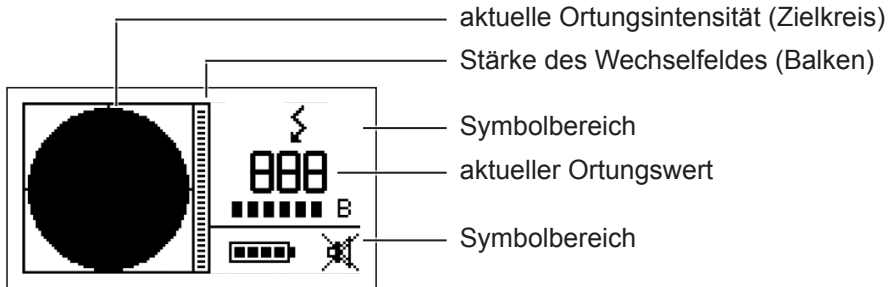 aktuelle Ortungsintensität (Zielkreis)
Stärke des Wechselfeldes (Balken)
Symbolbereich
888
aktueller Ortungswert
B
Symbolbereich